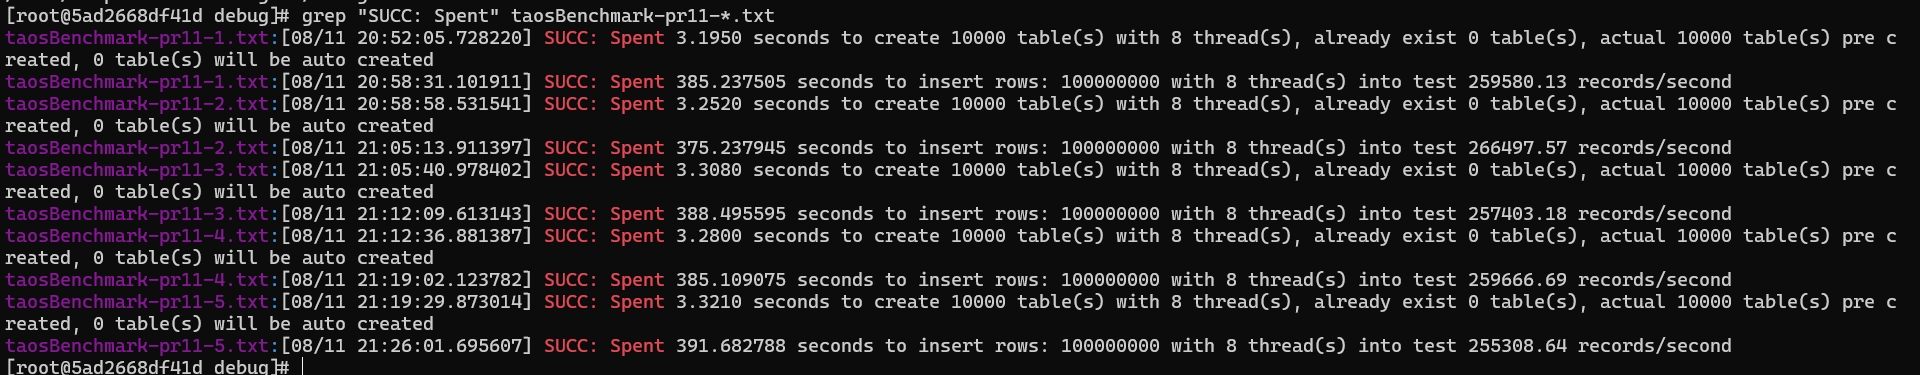 [root@5ad2668df41d debug]# grep "SUCC: Spent" taosBenchmark-pr11-*.txt
taosBenchmark-pr11-1.txt:[08/11 20:52:05.728220] SUCC: Spent 3.1950 seconds to create 10000 table(s) with 8 thread(s), already exist 0 table(s), actual 10000 table(s) pre c
reated, 0 table(s) will be auto created
taosBenchmark-pr11-1.txt:[08/11 20:58:31.101911] SUCC: Spent 385.237505 seconds to insert rows: 100000000 with 8 thread(s) into test 259580.13 records/second
taosBenchmark-pr11-2.txt:[08/11 20:58:58.531541] SUCC: Spent 3.2520 seconds to create 10000 table(s) with 8 thread(s), already exist 0 table(s), actual 10000 table(s) pre c
reated, 0 table(s) will be auto created
taosBenchmark-pr11-2.txt:[08/11 21:05:13.911397] SUCC: Spent 375.237945 seconds to insert rows: 100000000 with 8 thread(s) into test 266497.57 records/second
taosBenchmark-pr11-3.txt:[08/11 21:05:40.978402] SUCC: Spent 3.3080 seconds to create 10000 table(s) with 8 thread(s), already exist 0 table(s), actual 10000 table(s) pre c
reated, 0 table(s) will be auto created
taosBenchmark-pr11-3.txt:[08/11 21:12:09.613143] SUCC: Spent 388.495595 seconds to insert rows: 100000000 with 8 thread(s) into test 257403.18 records/second
taosBenchmark-pr11-4.txt:[08/11 21:12:36.881387] SUCC: Spent 3.2800 seconds to create 10000 table(s) with 8 thread(s), already exist 0 table(s), actual 10000 table(s) pre c
reated, 0 table(s) will be auto created
taosBenchmark-pr11-4.txt:[08/11 21:19:02.123782] SUCC: Spent 385.109075 seconds to insert rows: 100000000 with 8 thread(s) into test 259666.69 records/second
taosBenchmark-pr11-5.txt:[08/11 21:19:29.873014] SUCC: Spent 3.3210 seconds to create 10000 table(s) with 8 thread(s), already exist 0 table(s), actual 10000 table(s) pre c
reated, 0 table(s) will be auto created
taosBenchmark-pr11-5.txt:[08/11 21:26:01.695607] SUCC: Spent 391.682788 seconds to insert rows: 100000000 with 8 thread(s) into test 255308.64 records/second
[root@5ad2668df41d debug]#